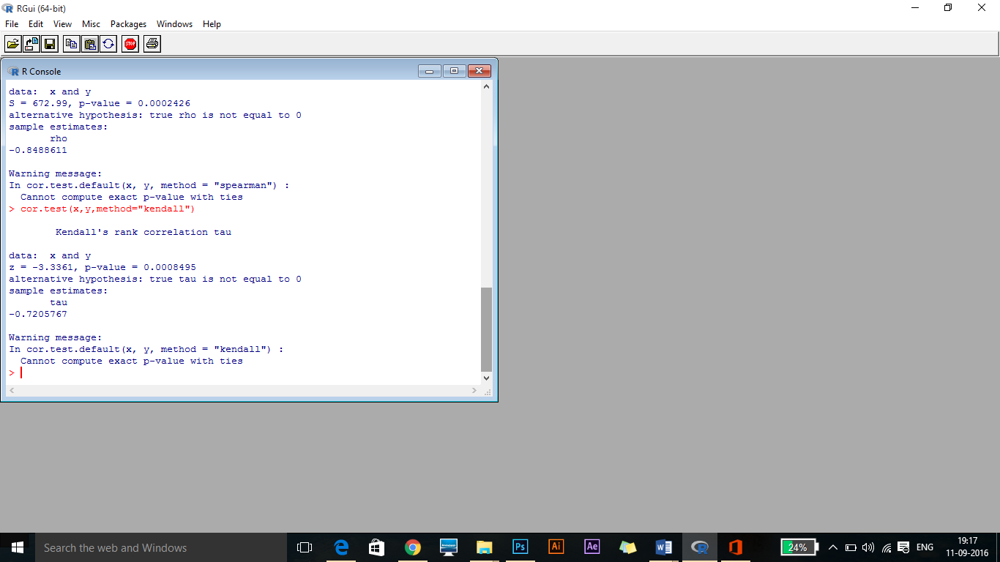 RGui (64-bit)
File Edit View Misc Packages Windows Help
STOP
R Console
data:  x and y
S = 672.99, p-value = 0.0002426
alternative hypothesis: true rho is not equal to 0
sample estimates:
       rho
-0.8488611
Warning message:
In cor.test.default(x, y, method = "spearman") :
  Cannot compute exact p-value with ties
> cor.test(x,y,method="kendall")
        Kendall's rank correlation tau
data:  x and y
z = -3.3361, p-value = 0.0008495
alternative hypothesis: true tau is not equal to 0
sample estimates:
       tau
-0.7205767
Warning message:
In cor.test.default(x, y, method = "kendall") :
  Cannot compute exact p-value with ties
>
Search the web and Windows
Ps Ai Ae
24%
ENG
19:17
11-09-2016